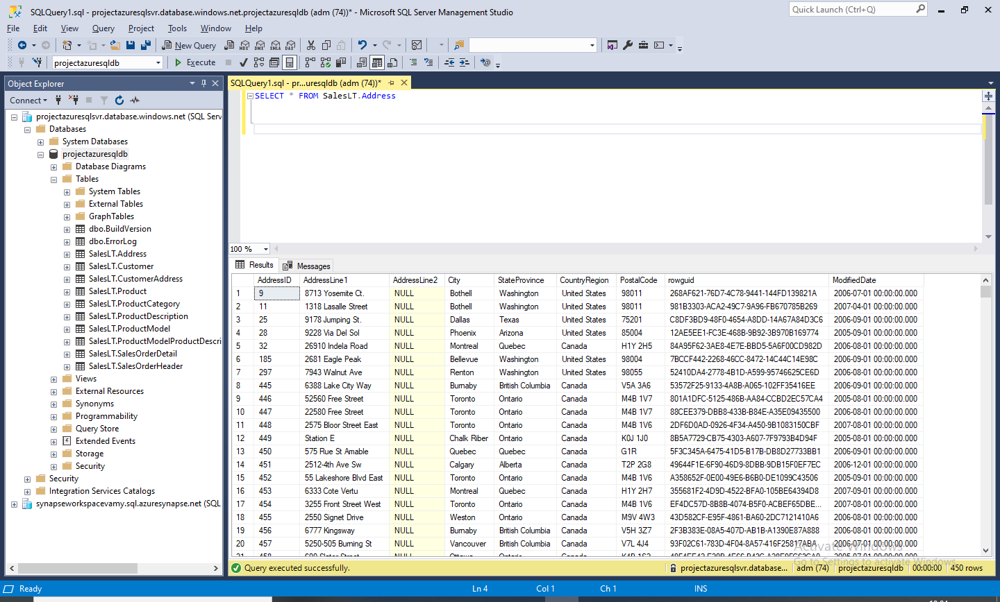 SQLQuery1.sql - projectazuresqlsvr.database.windows.net.projectazuresqldb (adm (74))* - Microsoft SQL Server Management Studio
Quick Launch (Ctrl+Q)
File Edit View Query Project Tools Window Help
New Query MDX DMX XMLA DAX
projectazuresqldb Execute
Object Explorer
Connect
projectazuresqlsvr.database.windows.net (SQL Serv
Databases
System Databases
projectazuresqldb
Database Diagrams
Tables
System Tables
External Tables
GraphTables
dbo.BuildVersion
dbo.ErrorLog
SalesLT.Address
SalesLT.Customer
SalesLT.CustomerAddress
SalesLT.Product
SalesLT.ProductCategory
SalesLT.ProductDescription
SalesLT.ProductModel
SalesLT.ProductModelProductDescri
SalesLT.SalesOrderDetail
SalesLT.SalesOrderHeader
Views
External Resources
Synonyms
Programmability
Query Store
Extended Events
Storage
Security
Security
Integration Services Catalogs
synapseworkspacevamy.sql.azuresynapse.net (SQL
SQLQuery1.sql - pr...uresqldb (adm (74))*
SELECT * FROM SalesLT.Address
100 %
Results Messages
AddressID AddressLine1 AddressLine2 City StateProvince CountryRegion PostalCode rowguid ModifiedDate
1 9 8713 Yosemite Ct. NULL Bothell Washington United States 98011 268AF621-76D7-4C78-9441-144FD139821A 2006-07-01 00:00:00.000
2 11 1318 Lasalle Street NULL Bothell Washington United States 98011 981B3303-ACA2-49C7-9A96-FB670785B269 2007-04-01 00:00:00.000
3 25 9178 Jumping St. NULL Dallas Texas United States 75201 C8DF3BD9-48F0-4654-A8DD-14A67A84D3C6 2006-09-01 00:00:00.000
4 28 9228 Via Del Sol NULL Phoenix Arizona United States 85004 12AE5EE1-FC3E-468B-9B92-3B970B169774 2005-09-01 00:00:00.000
5 32 26910 Indela Road NULL Montreal Quebec Canada H1Y 2H5 84A95F62-3AE8-4E7E-BBD5-5A6F00CD982D 2006-08-01 00:00:00.000
6 185 2681 Eagle Peak NULL Bellevue Washington United States 98004 7BCCF442-2268-46CC-8472-14C44C14E98C 2006-09-01 00:00:00.000
7 297 7943 Walnut Ave NULL Renton Washington United States 98055 52410DA4-2778-4B1D-A599-95746625CE6D 2006-08-01 00:00:00.000
8 445 6388 Lake City Way NULL Burnaby British Columbia Canada V5A 3A6 53572F25-9133-4A8B-A065-102FF35416EE 2006-09-01 00:00:00.000
9 446 52560 Free Street NULL Toronto Ontario Canada M4B 1V7 801A1DFC-5125-486B-AA84-CCBD2EC57CA4 2005-08-01 00:00:00.000
10 447 22580 Free Street NULL Toronto Ontario Canada M4B 1V7 88CEE379-DBB8-433B-B84E-A35E09435500 2006-08-01 00:00:00.000
11 448 2575 Bloor Street East NULL Toronto Ontario Canada M4B 1V6 2DF6D0AD-0926-4F34-A450-9B1083150CBF 2007-08-01 00:00:00.000
12 449 Station E NULL Chalk Riber Ontario Canada K0J 1J0 8B5A7729-CB75-4303-A607-7F9793B4D94F 2005-08-01 00:00:00.000
13 450 575 Rue St Amable NULL Quebec Quebec Canada G1R 5F3C345A-6475-41D5-B17B-DB8D27733BB1 2006-09-01 00:00:00.000
14 451 2512-4th Ave Sw NULL Calgary Alberta Canada T2P 2G8 49644F1E-6F90-46D9-8DBB-9DB15F0EF7EC 2006-12-01 00:00:00.000
15 452 55 Lakeshore Blvd East NULL Toronto Ontario Canada M4B 1V6 A358652F-0E00-49E6-B6B0-DE1099C43506 2005-09-01 00:00:00.000
16 453 6333 Cote Vertu NULL Montreal Quebec Canada H1Y 2H7 355681F2-4D9D-4522-BFA0-105BE64394D8 2007-09-01 00:00:00.000
17 454 3255 Front Street West NULL Toronto Ontario Canada M4B 1V6 EF4DC57D-8B8B-4074-B5F0-ACBEF65DBE... 2007-08-01 00:00:00.000
18 455 2550 Signet Drive NULL Weston Ontario Canada M9V 4W3 43D582CF-E95F-4861-BA60-2DC7121410A6 2006-08-01 00:00:00.000
19 456 6777 Kingsway NULL Burnaby British Columbia Canada V5H 3Z7 2F3B383E-08A5-407D-AB1B-A1390E87A888 2006-08-01 00:00:00.000
20 457 5250-505 Burning St NULL Vancouver British Columbia Canada V7L 4J4 93F02C61-783D-4F04-8A57-416F25817ABA 2006-07-01 00:00:00.000
Activate Windows
Go to Settings to activate Windows.
Query executed successfully. projectazuresqlsvr.database... adm (74) projectazuresqldb 00:00:00 450 rows
Ready Ln 4 Col 1 Ch 1 INS